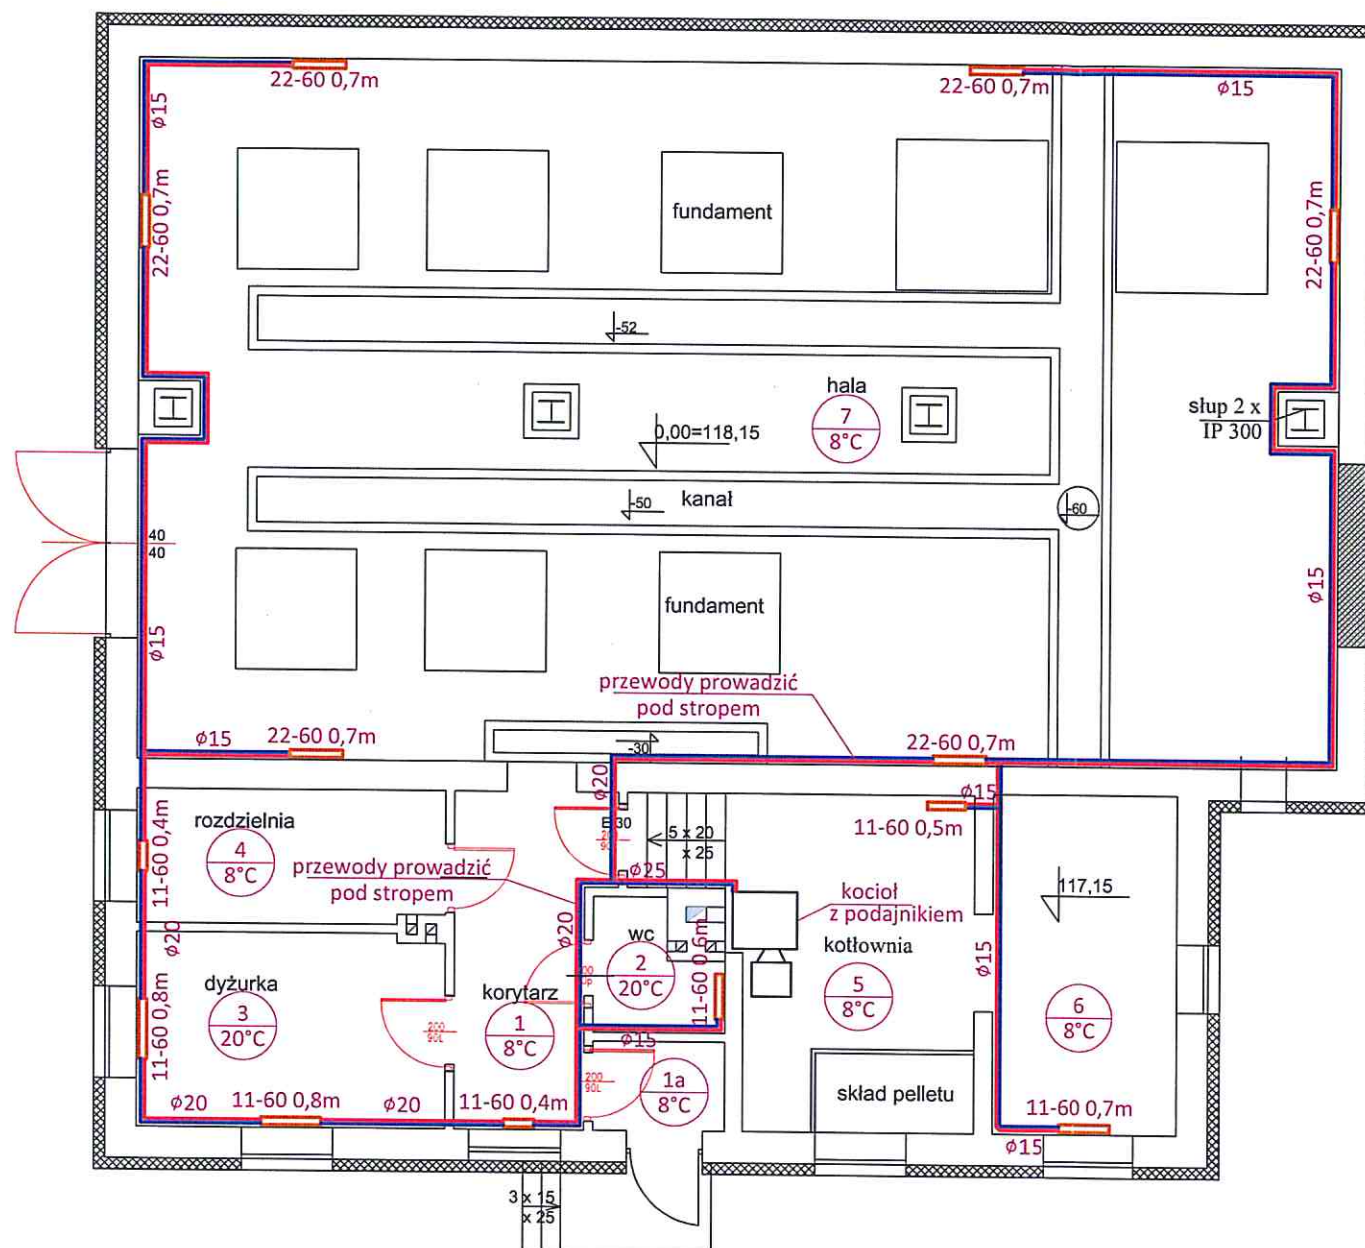 22-60 0,7m
22-60 0,7m
ϕ15
ϕ15
22-60 0,7m
22-60 0,7m
fundament
-52
hala
7
8°C
słup 2 x
IP 300
0,00=118,15
-50
kanał
-60
40
40
ϕ15
fundament
ϕ15
przewody prowadzić
pod stropem
ϕ15
22-60 0,7m
-30
22-60 0,7m
ϕ20
ϕ15
11-60 0,5m
11-60 0,4m
rozdzielnia
4
8°C
5 x 20
x 25
przewody prowadzić
pod stropem
ϕ25
kocioł
z podajnikiem
117,15
ϕ20
ϕ20
wc
2
20°C
11-60 0,6m
kotłownia
5
8°C
ϕ15
dyżurka
3
20°C
11-60 0,8m
korytarz
1
8°C
200
90L
6
8°C
ϕ15
200
90L
1a
8°C
skład pelletu
ϕ20
11-60 0,8m
ϕ20
11-60 0,4m
11-60 0,7m
ϕ15
3 x 15
x 25